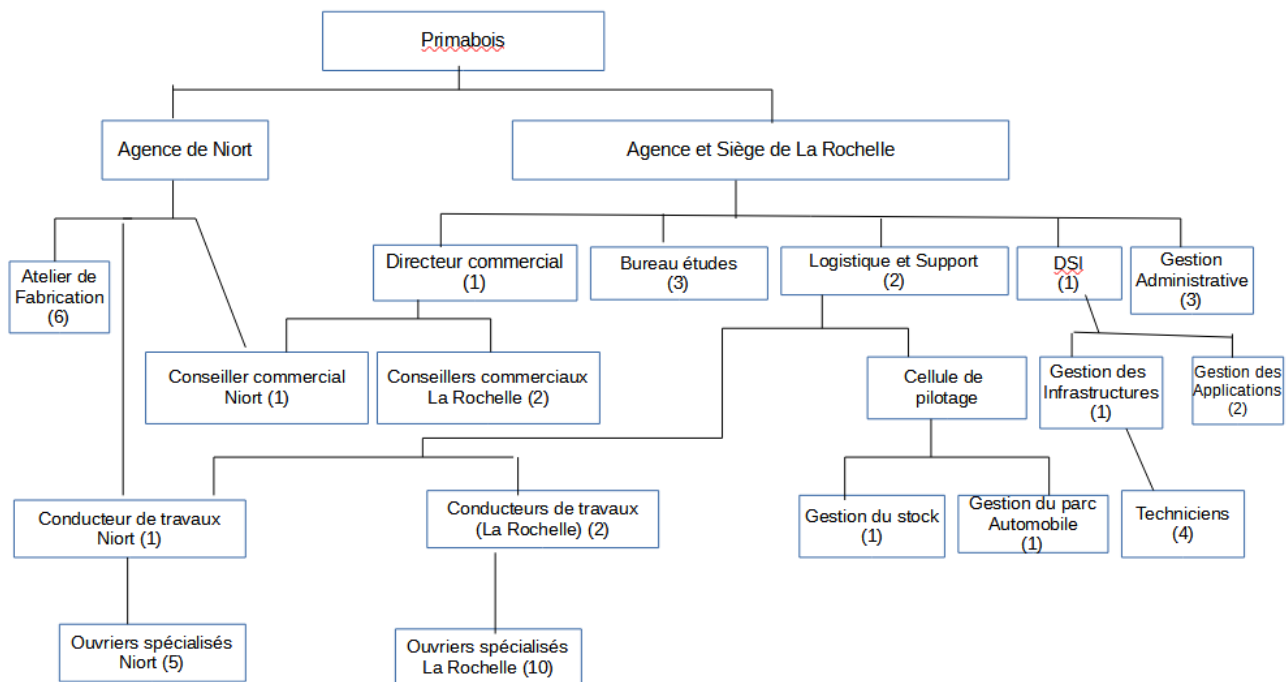 Primabois
Agence de Niort
Agence et Siège de La Rochelle
Atelier de
Fabrication
(6)
Directeur commercial
(1)
Bureau études
(3)
Logistique et Support
(2)
DSI
(1)
Gestion
Administrative
(3)
Conseiller commercial
Niort (1)
Conseillers commerciaux
La Rochelle (2)
Cellule de
pilotage
Gestion des
Infrastructures
(1)
Gestion des
Applications
(2)
Conducteur de travaux
Niort (1)
Conducteurs de travaux
(La Rochelle) (2)
Gestion du stock
(1)
Gestion du parc
Automobile
(1)
Techniciens
(4)
Ouvriers spécialisés
Niort (5)
Ouvriers spécialisés
La Rochelle (10)